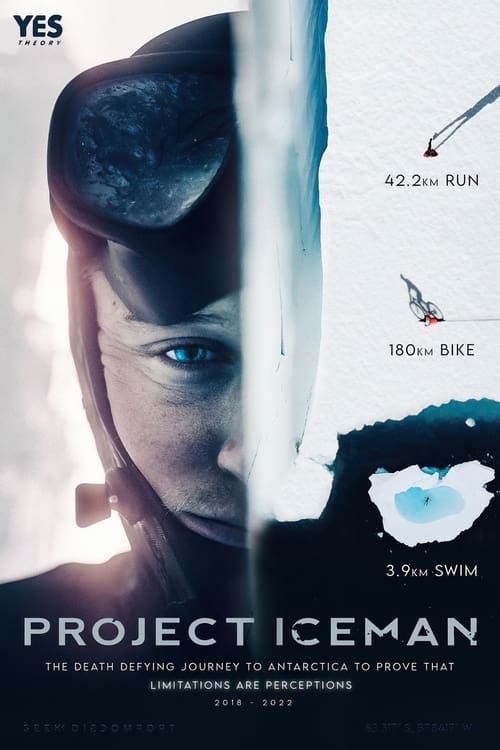 YES
THEORY
42.2KM RUN
180KM BIKE
3.9KM SWIM
PROJECT ICEMAN
THE DEATH DEFYING JOURNEY TO ANTARCTICA TO PROVE THAT
LIMITATIONS ARE PERCEPTIONS
2018 - 2022
SEEK DISCOMFORT